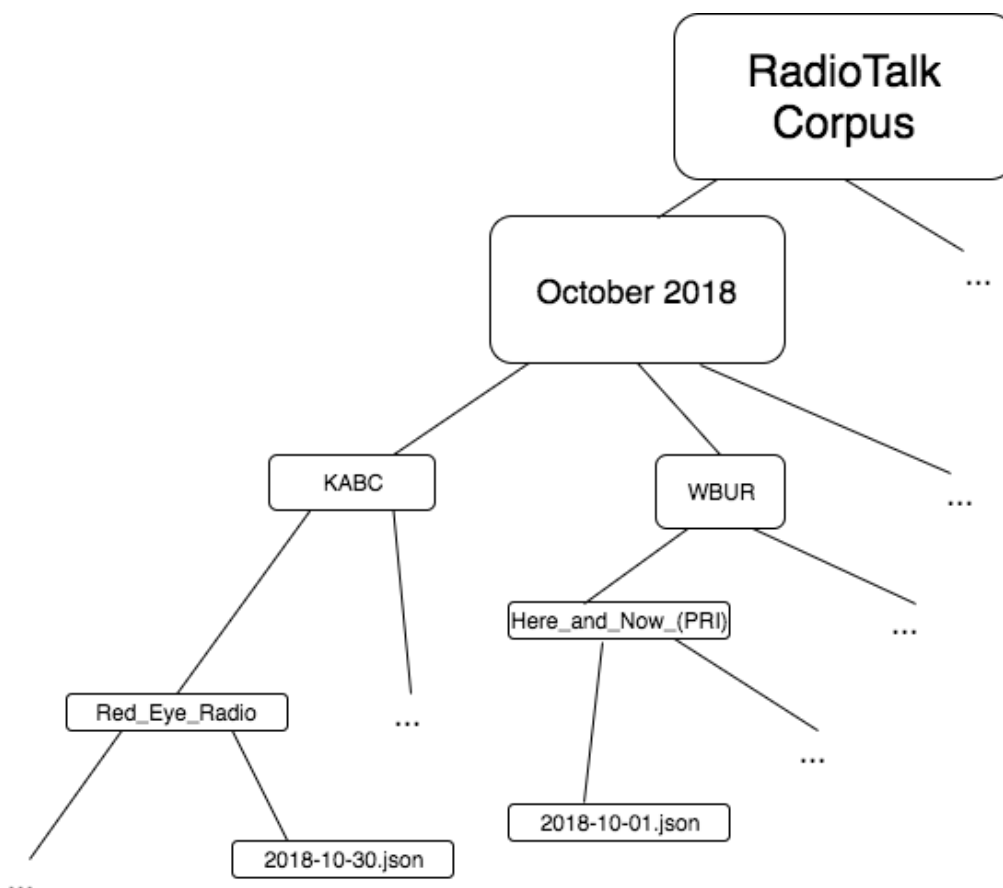 RadioTalk
Corpus
...
October 2018
KABC
WBUR
...
Here_and_Now_(PRI)
...
Red_Eye_Radio
...
...
2018-10-01.json
2018-10-30.json
...